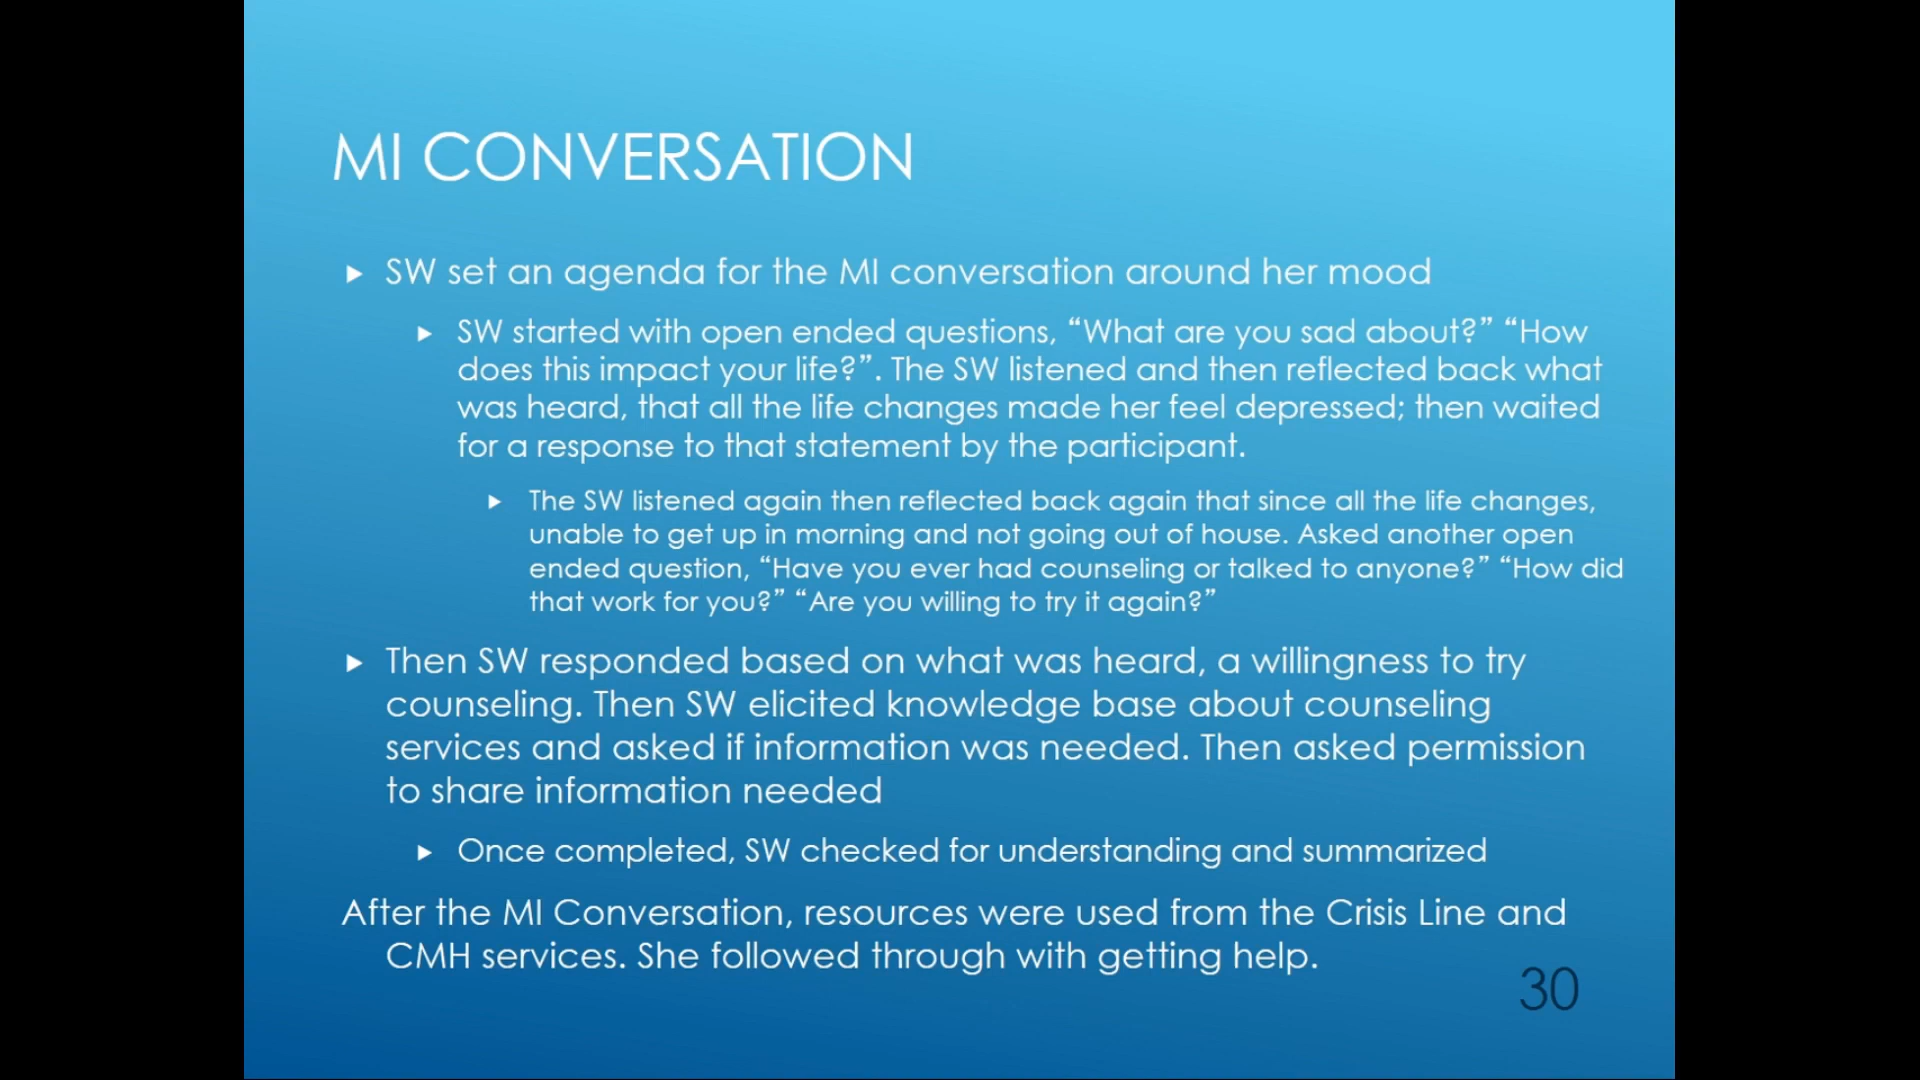 MI CONVERSATION
SW set an agenda for the MI conversation around her mood
SW started with open ended questions, “What are you sad about?” “How
does this impact your life?”. The SW listened and then reflected back what
was heard, that all the life changes made her feel depressed; then waited
for a response to that statement by the participant.
The SW listened again then reflected back again that since all the life changes,
unable to get up in morning and not going out of house. Asked another open
ended question, “Have you ever had counseling or talked to anyone?” “How did
that work for you?” “Are you willing to try it again?”
Then SW responded based on what was heard, a willingness to try
counseling. Then SW elicited knowledge base about counseling
services and asked if information was needed. Then asked permission
to share information needed
Once completed, SW checked for understanding and summarized
After the MI Conversation, resources were used from the Crisis Line and
CMH services. She followed through with getting help.
30